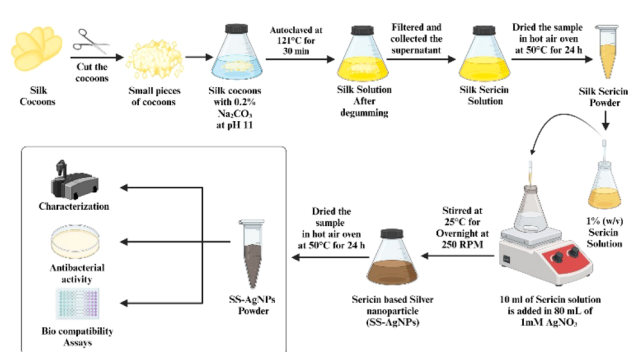 Cut the
cocoons
Silk
Cocoons
Small pieces
of cocoons
Silk cocoons
with 0.2%
Na₂CO₃
at pH 11
Autoclaved at
121°C for
30 min
Silk Solution
After
degumming
Filtered and
collected the
supernatant
Silk Sericin
Solution
Dried the sample
in hot air oven
at 50°C for 24 h
Silk Sericin
Powder
1% (w/v)
Sericin
Solution
10 ml of Sericin solution
is added in 80 mL of
1mM AgNO₃
Stirred at
25°C for
Overnight at
250 RPM
Sericin based Silver
nanoparticle
(SS-AgNPs)
Dried the
sample
in hot air oven
at 50°C for 24 h
SS-AgNPs
Powder
Characterization
Antibacterial
activity
Bio compatibility
Assays